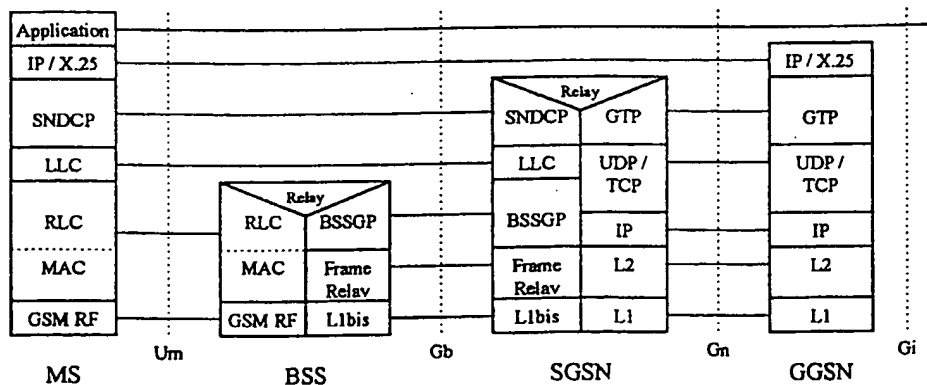 Application
IP / X.25
SNDCP
LLC
RLC
MAC
GSM RF
MS
Um
Relay
RLC
BSSGP
MAC
Frame
Relay
GSM RF
L1bis
BSS
Gb
Relay
SNDCP
GTP
LLC
UDP /
TCP
BSSGP
IP
Frame
Relay
L2
L1bis
L1
SGSN
Gn
IP / X.25
GTP
UDP /
TCP
IP
L2
L1
GGSN
Gi